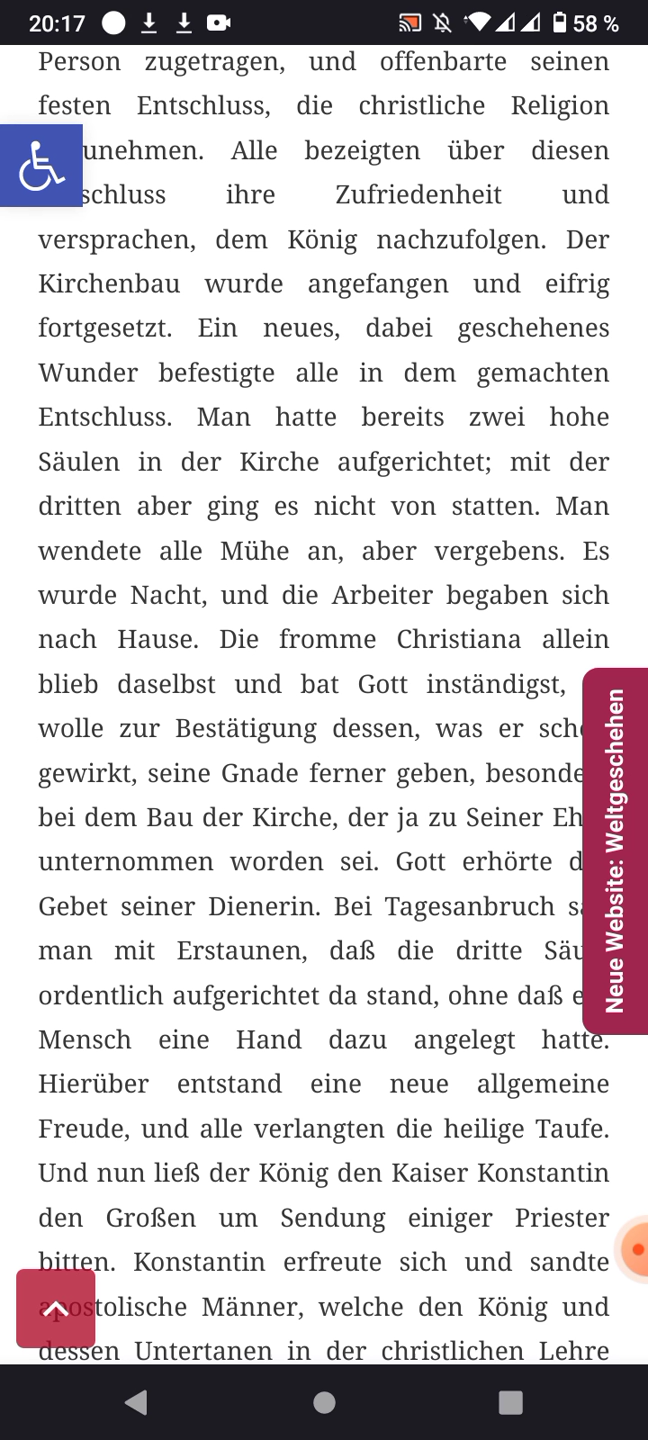 20:17
58 %
Person zugetragen, und offenbarte seinen
festen Entschluss, die christliche Religion
unehmen. Alle bezeigten über diesen
schluss ihre Zufriedenheit und
versprachen, dem König nachzufolgen. Der
Kirchenbau wurde angefangen und eifrig
fortgesetzt. Ein neues, dabei geschehenes
Wunder befestigte alle in dem gemachten
Entschluss. Man hatte bereits zwei hohe
Säulen in der Kirche aufgerichtet; mit der
dritten aber ging es nicht von statten. Man
wendete alle Mühe an, aber vergebens. Es
wurde Nacht, und die Arbeiter begaben sich
nach Hause. Die fromme Christiana allein
blieb daselbst und bat Gott inständigst,
wolle zur Bestätigung dessen, was er
gewirkt, seine Gnade ferner geben,
bei dem Bau der Kirche, der ja zu Seiner
unternommen worden sei. Gott erhörte
Gebet seiner Dienerin. Bei Tagesanbruch
man mit Erstaunen, daß die dritte
ordentlich aufgerichtet da stand, ohne daß
Mensch eine Hand dazu angelegt hatte.
Hierüber entstand eine neue allgemeine
Freude, und alle verlangten die heilige Taufe.
Und nun ließ der König den Kaiser Konstantin
den Großen um Sendung einiger Priester
bitten. Konstantin erfreute sich und sandte
apostolische Männer, welche den König und
dessen Untertanen in der christlichen Lehre
Neue Website: Weltgeschehen